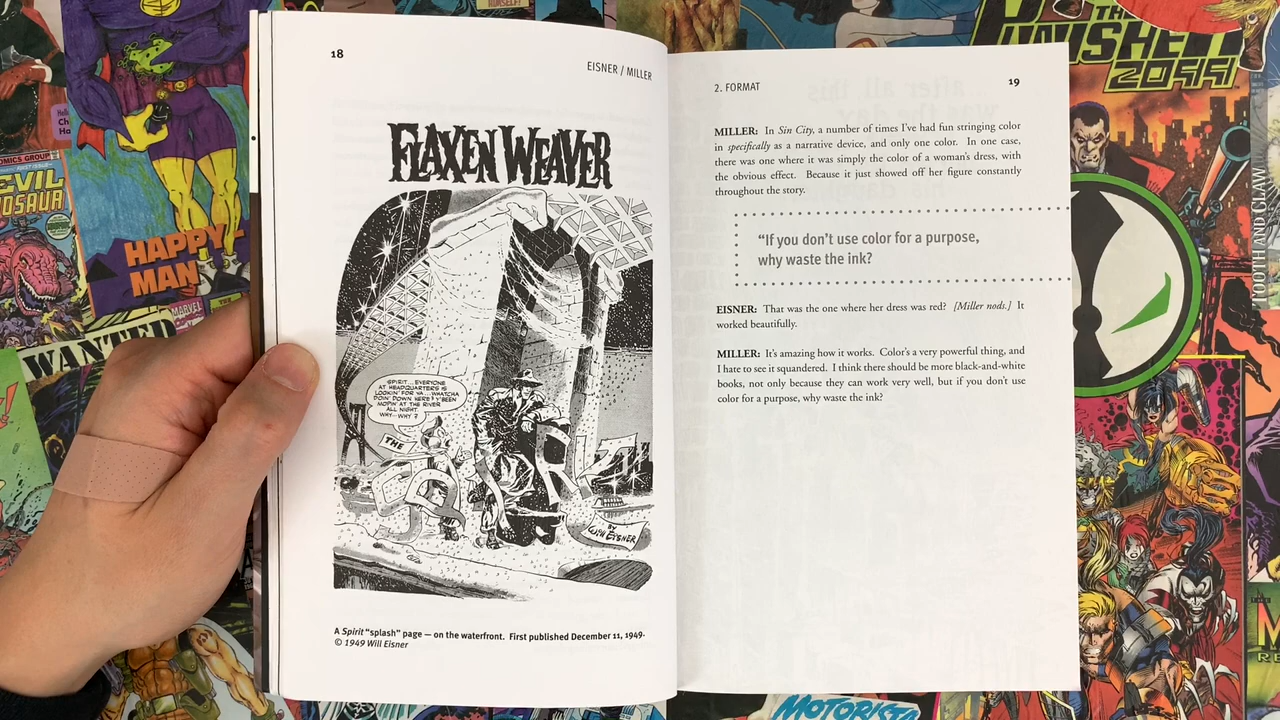 18
EISNER / MILLER
FLAXEN WEAVER
SPIRIT... EVERYONE
AT HEADQUARTERS IS
LOOKIN' FOR YA... WHATCHA
DOIN' DOWN HERE? Y'BEEN
MOPIN' AT THE RIVER
ALL NIGHT.
WHY--WHY?
THE
SPIRIT
BY
WILL EISNER
A Spirit “splash” page — on the waterfront. First published December 11, 1949.
© 1949 Will Eisner
2. FORMAT
19
MILLER: In Sin City, a number of times I've had fun stringing color
in specifically as a narrative device, and only one color. In one case,
there was one where it was simply the color of a woman's dress, with
the obvious effect. Because it just showed off her figure constantly
throughout the story.
“If you don't use color for a purpose,
why waste the ink?
EISNER: That was the one where her dress was red? [Miller nods.] It
worked beautifully.
MILLER: It's amazing how it works. Color's a very powerful thing, and
I hate to see it squandered. I think there should be more black-and-white
books, not only because they can work very well, but if you don't use
color for a purpose, why waste the ink?
HAPPY
MAN
COMICS GROUP
EVIL
DINOSAUR
MARVEL
WANTED
THE
PUNISHER
2099
TOOTH AND CLAW
MOTORISTA